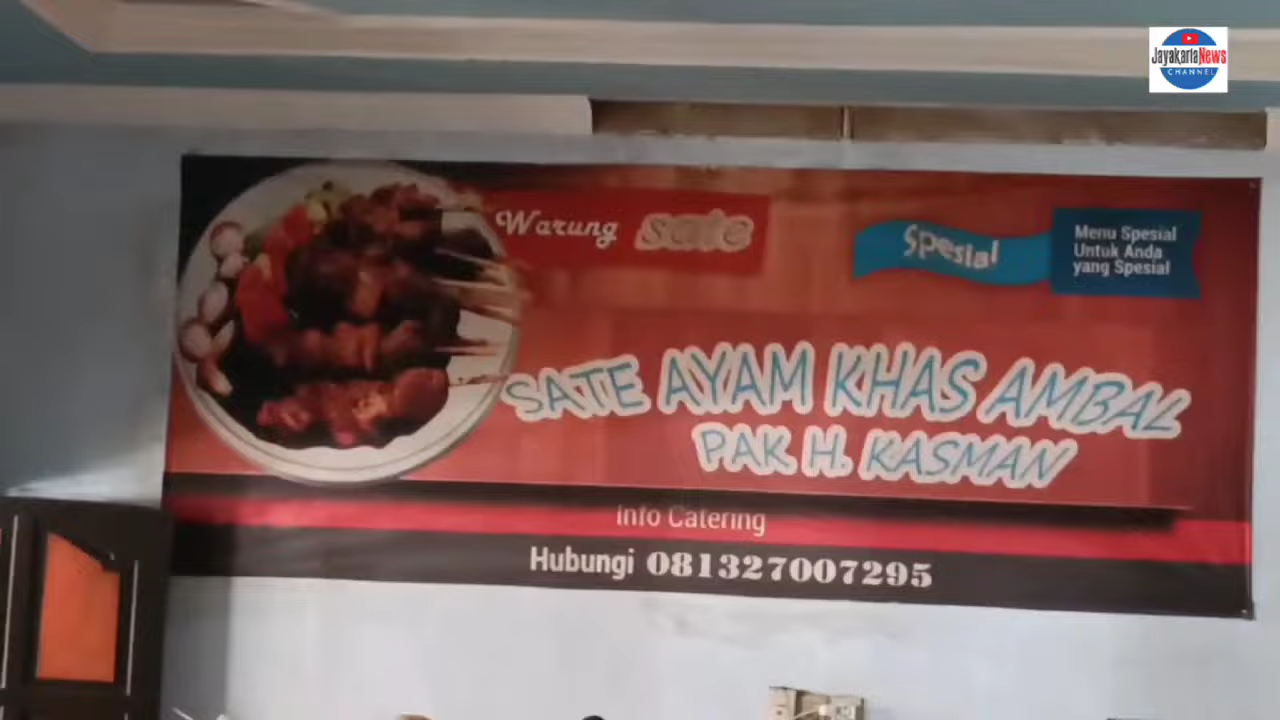 JayakartaNews
CHANNEL
Warung sate
Spesial
Menu Spesial
Untuk Anda
yang Spesial
SATE AYAM KHAS AMBAL
PAK H. KASMAN
Info Catering
Hubungi 081327007295